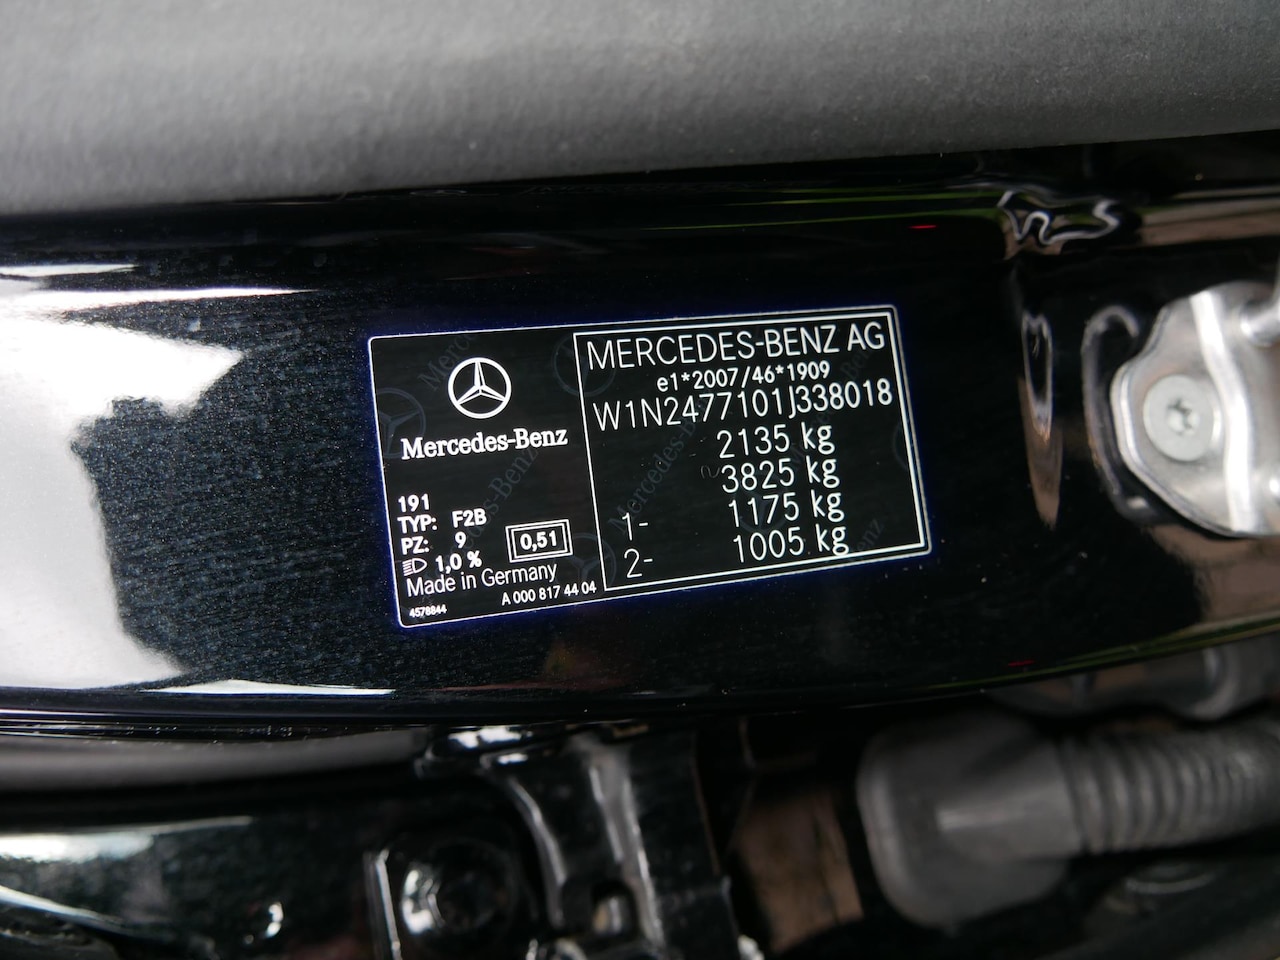 Mercedes-Benz
191
TYP: F2B
PZ: 9
1,0 %
0,51
Made in Germany
4578844
A 000 817 44 04
MERCEDES-BENZ AG
e1*2007/46*1909
W1N2477101J338018
2135 kg
3825 kg
1- 1175 kg
2- 1005 kg